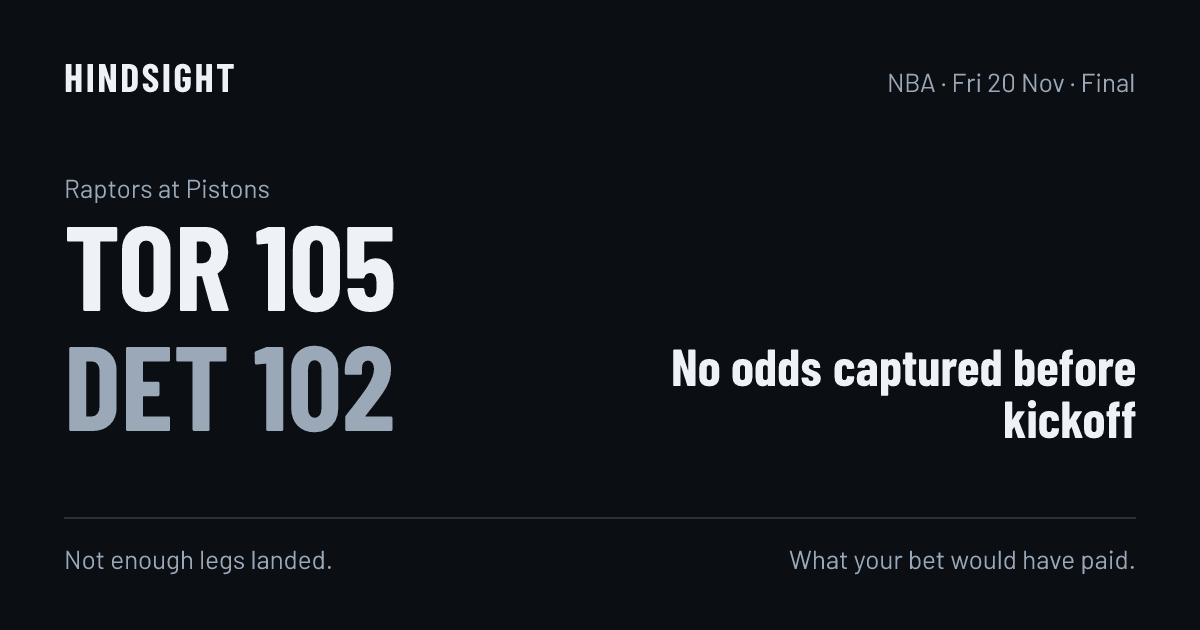 HINDSIGHT
NBA · Fri 20 Nov · Final
Raptors at Pistons
TOR 105
DET 102
No odds captured before
kickoff
Not enough legs landed.
What your bet would have paid.